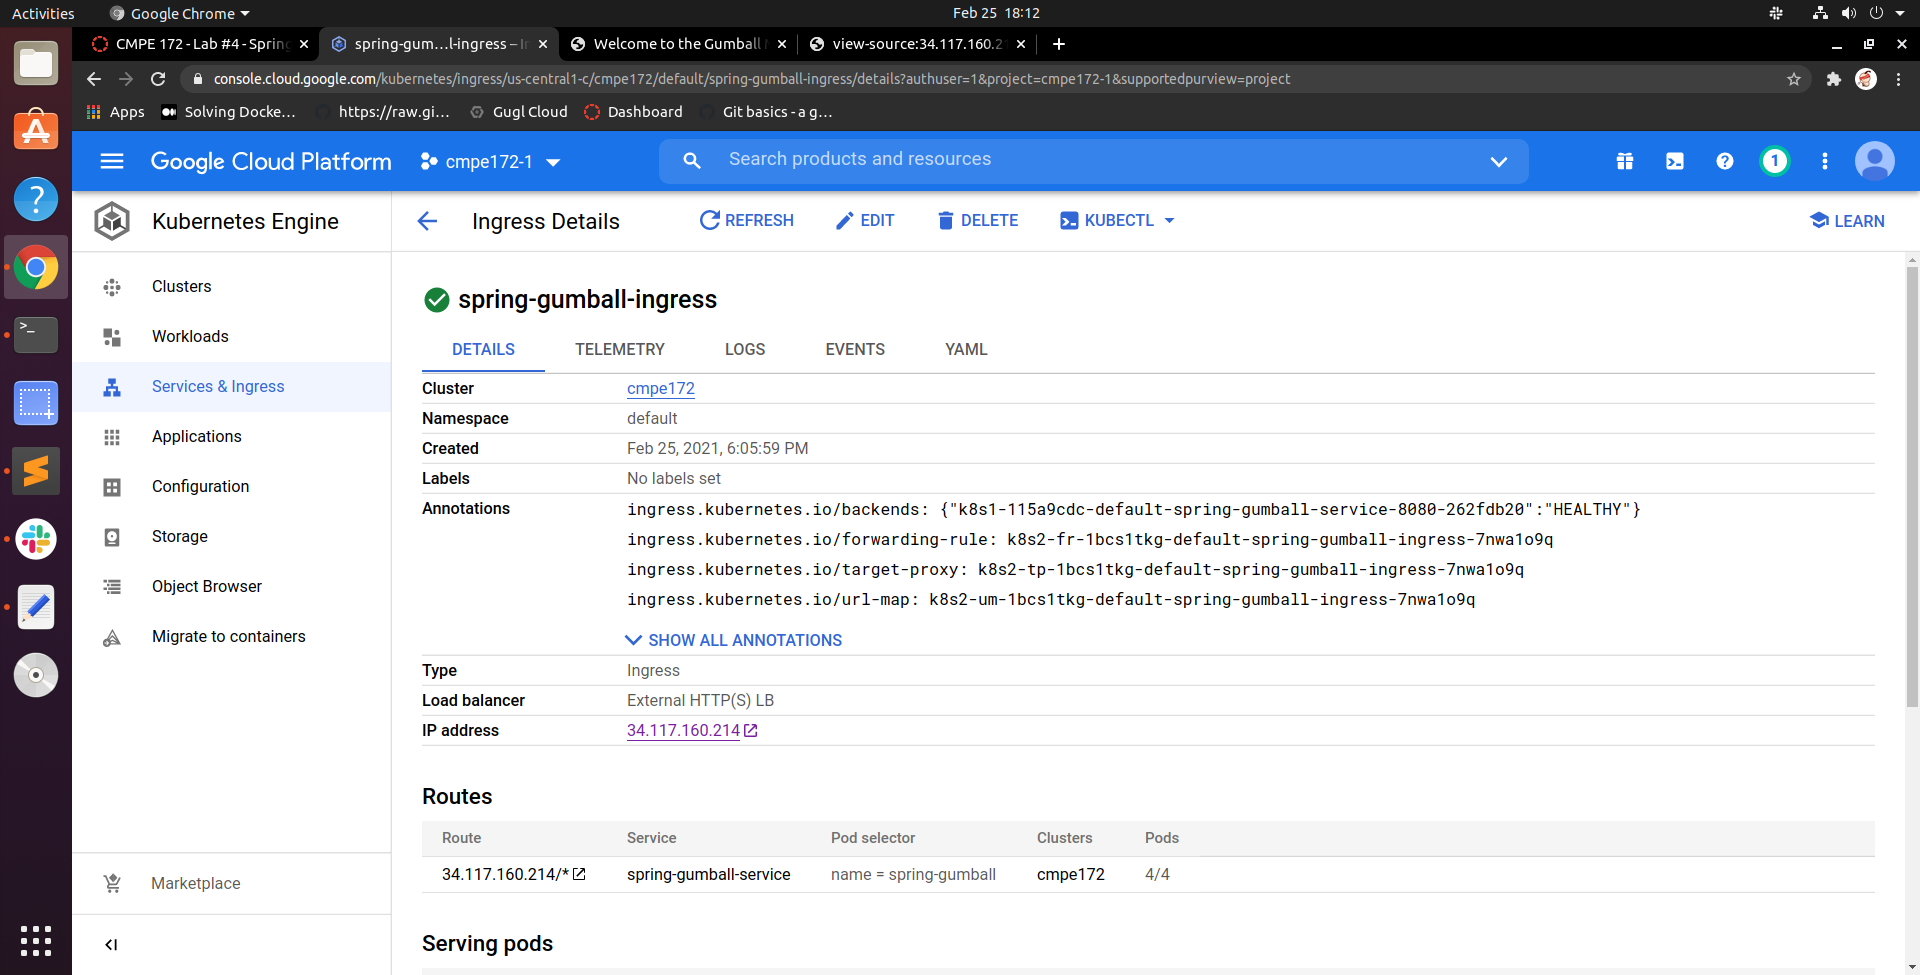 Activities
Google Chrome
Feb 25 18:12
CMPE 172 - Lab #4 - Spring
spring-gum...l-ingress – In
Welcome to the Gumball M
view-source:34.117.160.21
console.cloud.google.com/kubernetes/ingress/us-central1-c/cmpe172/default/spring-gumball-ingress/details?authuser=1&project=cmpe172-1&supportedpurview=project
Apps
Solving Docke...
https://raw.gi...
Gugl Cloud
Dashboard
Git basics - a g...
Google Cloud Platform
cmpe172-1
Search products and resources
1
Kubernetes Engine
Ingress Details
REFRESH
EDIT
DELETE
KUBECTL
LEARN
Clusters
Workloads
Services & Ingress
Applications
Configuration
Storage
Object Browser
Migrate to containers
Marketplace
spring-gumball-ingress
DETAILS
TELEMETRY
LOGS
EVENTS
YAML
Cluster cmpe172
Namespace default
Created Feb 25, 2021, 6:05:59 PM
Labels No labels set
Annotations ingress.kubernetes.io/backends: {"k8s1-115a9cdc-default-spring-gumball-service-8080-262fdb20":"HEALTHY"}
ingress.kubernetes.io/forwarding-rule: k8s2-fr-1bcs1tkg-default-spring-gumball-ingress-7nwa1o9q
ingress.kubernetes.io/target-proxy: k8s2-tp-1bcs1tkg-default-spring-gumball-ingress-7nwa1o9q
ingress.kubernetes.io/url-map: k8s2-um-1bcs1tkg-default-spring-gumball-ingress-7nwa1o9q
SHOW ALL ANNOTATIONS
Type Ingress
Load balancer External HTTP(S) LB
IP address 34.117.160.214
Routes
Route Service Pod selector Clusters Pods
34.117.160.214/* spring-gumball-service name = spring-gumball cmpe172 4/4
Serving pods